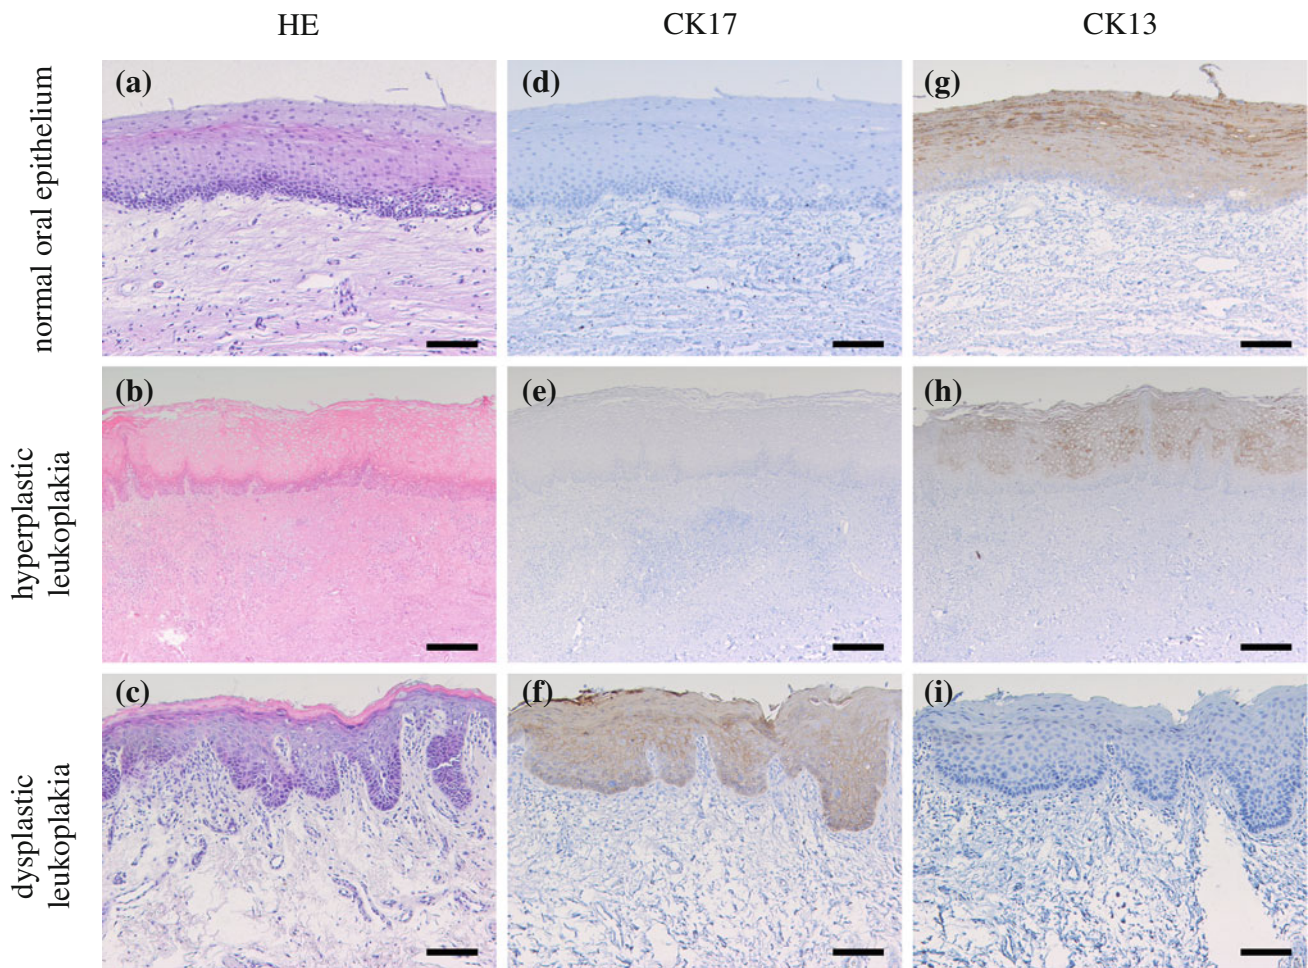 HE
CK17
CK13
normal oral epithelium
(a)
(d)
(g)
hyperplastic
leukoplakia
(b)
(e)
(h)
dysplastic
leukoplakia
(c)
(f)
(i)